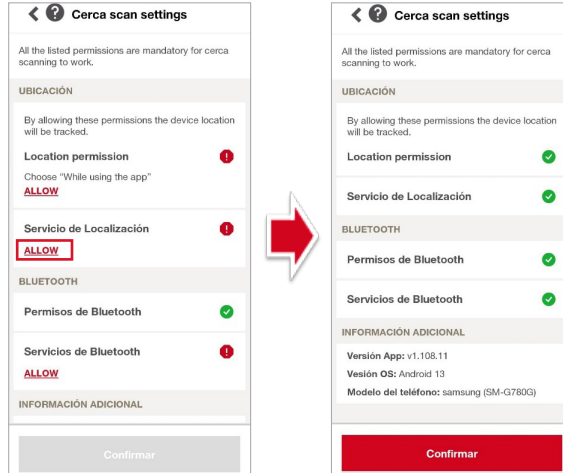 Cerca scan settings
All the listed permissions are mandatory for cerca
scanning to work.
UBICACIÓN
By allowing these permissions the device location
will be tracked.
Location permission
Choose "While using the app"
ALLOW
Servicio de Localización
ALLOW
BLUETOOTH
Permisos de Bluetooth
Servicios de Bluetooth
ALLOW
INFORMACIÓN ADICIONAL
Confirmar
Cerca scan settings
All the listed permissions are mandatory for cerca
scanning to work.
UBICACIÓN
By allowing these permissions the device location
will be tracked.
Location permission
Servicio de Localización
BLUETOOTH
Permisos de Bluetooth
Servicios de Bluetooth
INFORMACIÓN ADICIONAL
Versión App: v1.108.11
Vesión OS: Android 13
Modelo del teléfono: samsung (SM-G780G)
Confirmar